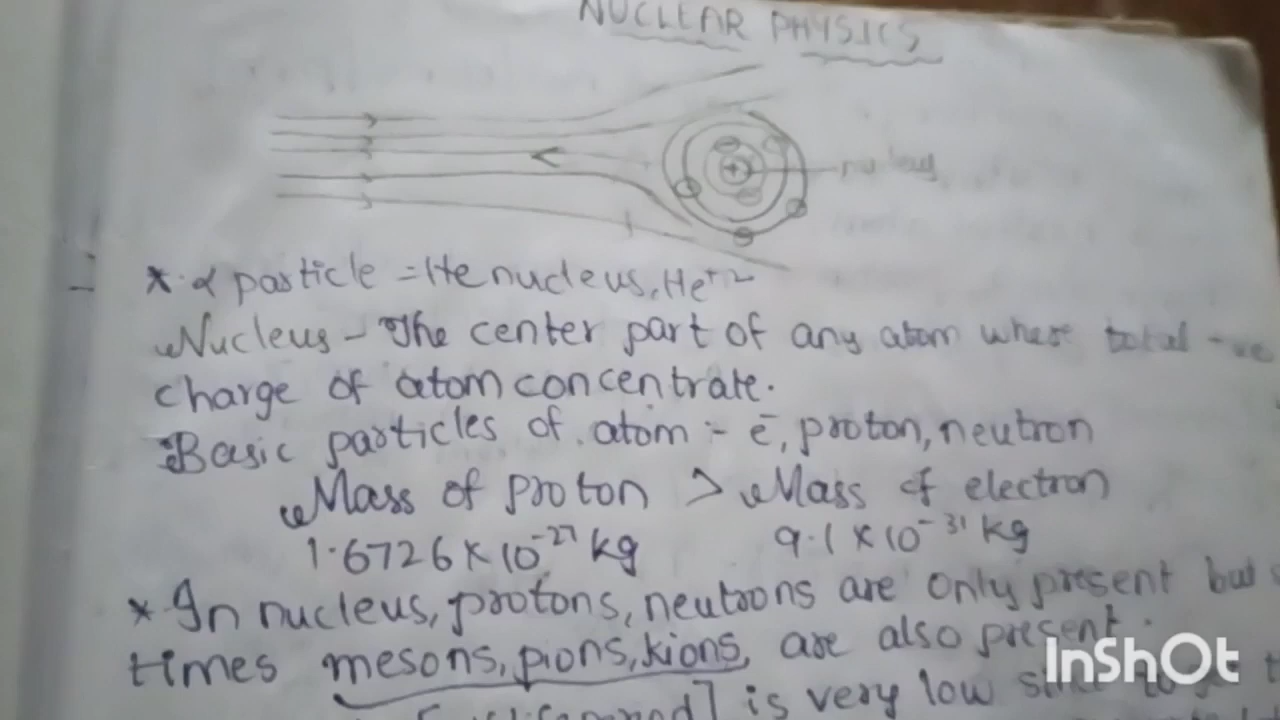 NUCLEAR PHYSICS
nucleus
* α particle = He nucleus, He+2
Nucleus - The center part of any atom where total -ve
charge of atom concentrate.
Basic particles of atom :- e̅, proton, neutron
Mass of proton > Mass of electron
1.6726 × 10⁻²⁷ kg 9.1 × 10⁻³¹ kg
* In nucleus, protons, neutrons are only present but
times mesons, pions, kions, are also present.
] is very low
InShOt